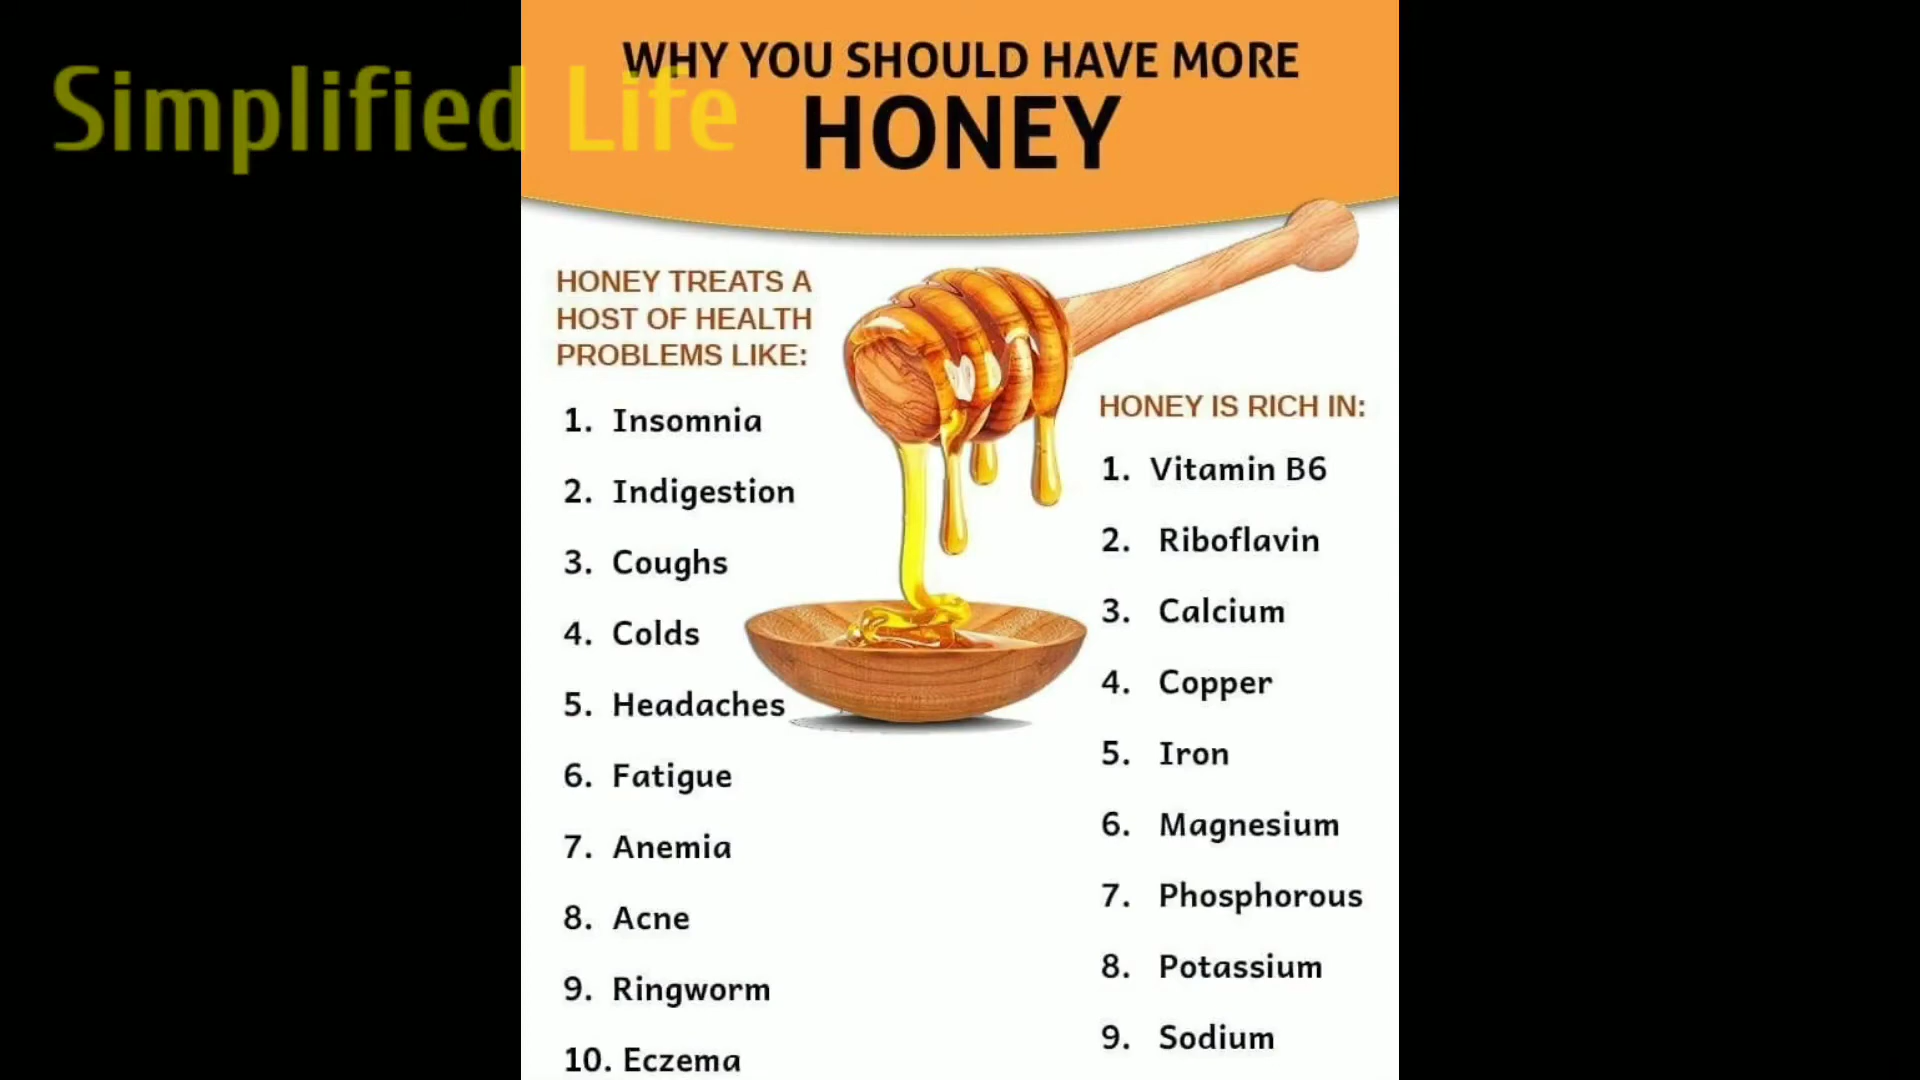 Simplified Life
WHY YOU SHOULD HAVE MORE
HONEY
HONEY TREATS A
HOST OF HEALTH
PROBLEMS LIKE:
1. Insomnia
2. Indigestion
3. Coughs
4. Colds
5. Headaches
6. Fatigue
7. Anemia
8. Acne
9. Ringworm
10. Eczema
HONEY IS RICH IN:
1. Vitamin B6
2. Riboflavin
3. Calcium
4. Copper
5. Iron
6. Magnesium
7. Phosphorous
8. Potassium
9. Sodium